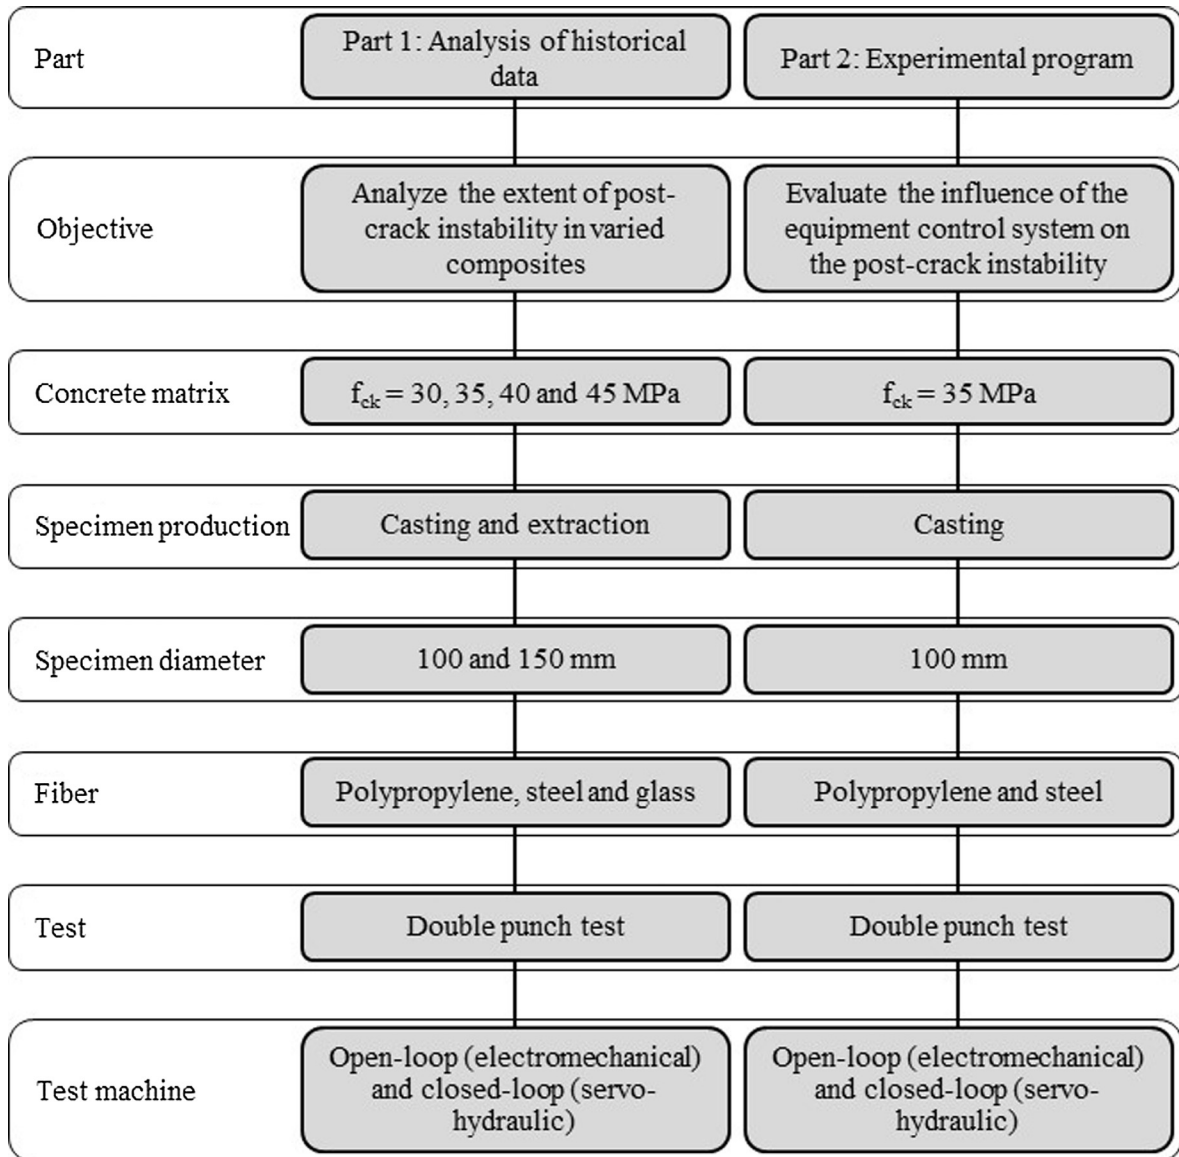 Part
Part 1: Analysis of historical
data
Part 2: Experimental program
Objective
Analyze the extent of post-
crack instability in varied
composites
Evaluate the influence of the
equipment control system on
the post-crack instability
Concrete matrix
fck = 30, 35, 40 and 45 MPa
fck = 35 MPa
Specimen production
Casting and extraction
Casting
Specimen diameter
100 and 150 mm
100 mm
Fiber
Polypropylene, steel and glass
Polypropylene and steel
Test
Double punch test
Double punch test
Test machine
Open-loop (electromechanical)
and closed-loop (servo-
hydraulic)
Open-loop (electromechanical)
and closed-loop (servo-
hydraulic)